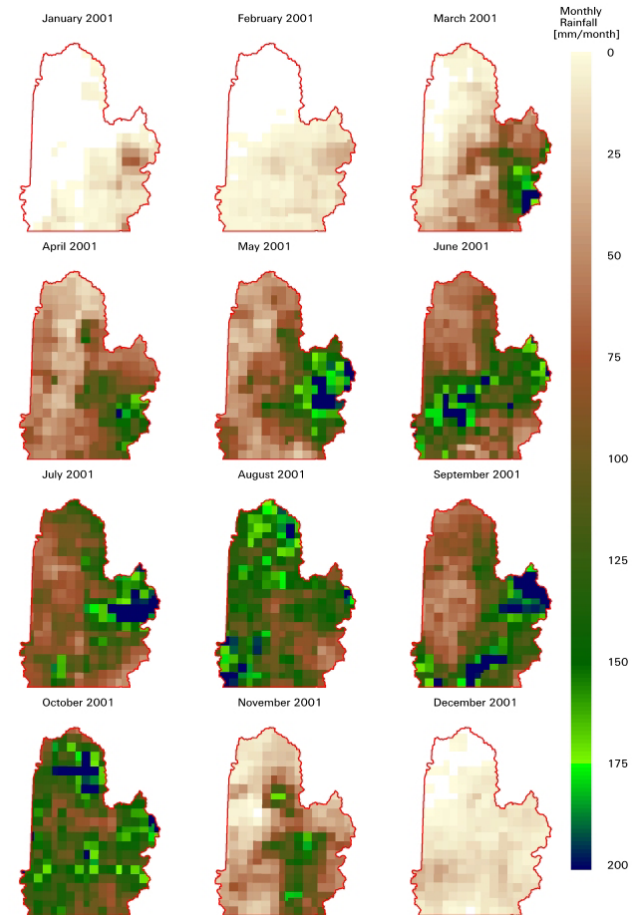 January 2001
February 2001
March 2001
Monthly
Rainfall
[mm/month]
0
25
50
75
100
125
150
175
200
April 2001
May 2001
June 2001
July 2001
August 2001
September 2001
October 2001
November 2001
December 2001